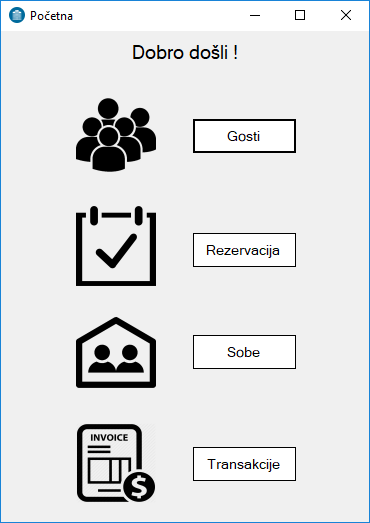 Početna
Dobro došli !
Gosti
Rezervacija
Sobe
INVOICE
$
Transakcije